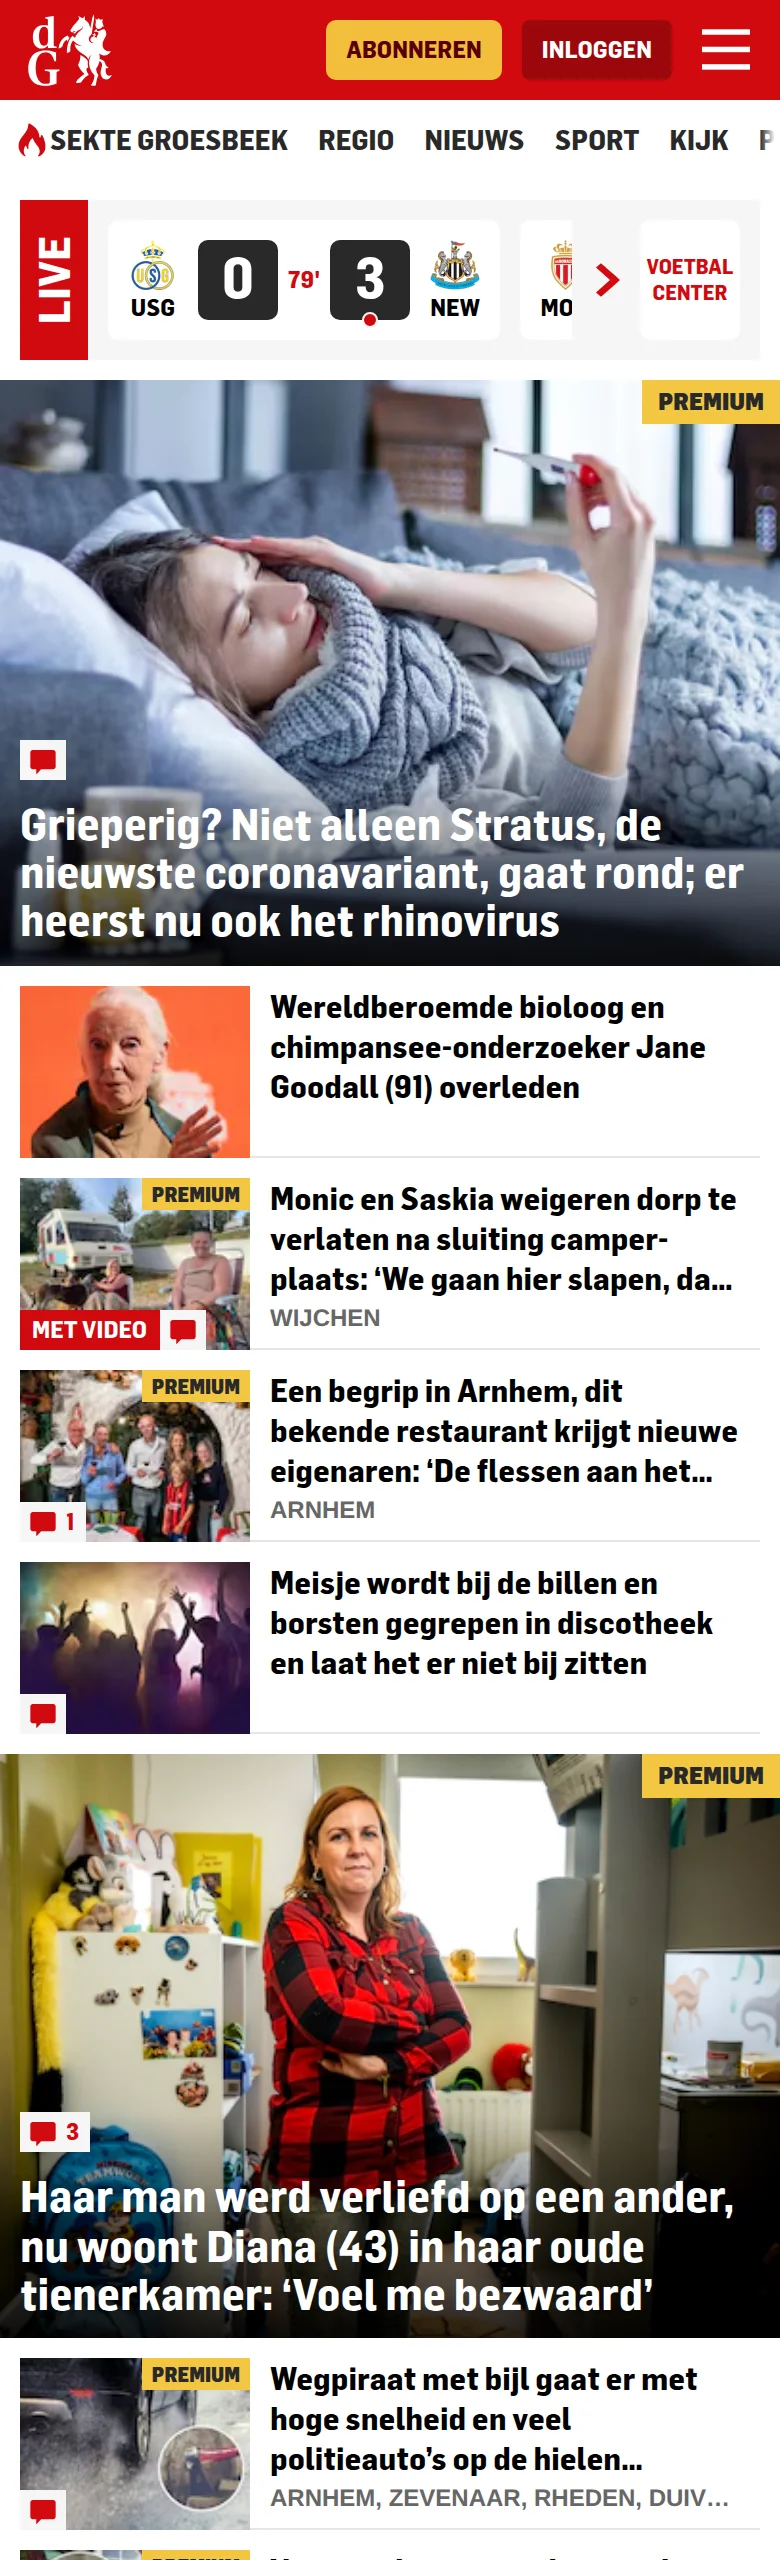 dG
ABONNEREN
INLOGGEN
SEKTE GROESBEEK REGIO NIEUWS SPORT KIJK P
LIVE
USG
0
79'
3
NEW
MO
VOETBAL
CENTER
PREMIUM
Grieperig? Niet alleen Stratus, de
nieuwste coronavariant, gaat rond; er
heerst nu ook het rhinovirus
Wereldberoemde bioloog en
chimpansee-onderzoeker Jane
Goodall (91) overleden
PREMIUM
MET VIDEO
Monic en Saskia weigeren dorp te
verlaten na sluiting camper-
plaats: ‘We gaan hier slapen, da...
WIJCHEN
PREMIUM
1
Een begrip in Arnhem, dit
bekende restaurant krijgt nieuwe
eigenaren: ‘De flessen aan het...
ARNHEM
Meisje wordt bij de billen en
borsten gegrepen in discotheek
en laat het er niet bij zitten
PREMIUM
3
TEAMWORK
Haar man werd verliefd op een ander,
nu woont Diana (43) in haar oude
tienerkamer: ‘Voel me bezwaard’
PREMIUM
Wegpiraat met bijl gaat er met
hoge snelheid en veel
politieauto’s op de hielen...
ARNHEM, ZEVENAAR, RHEDEN, DUIV...